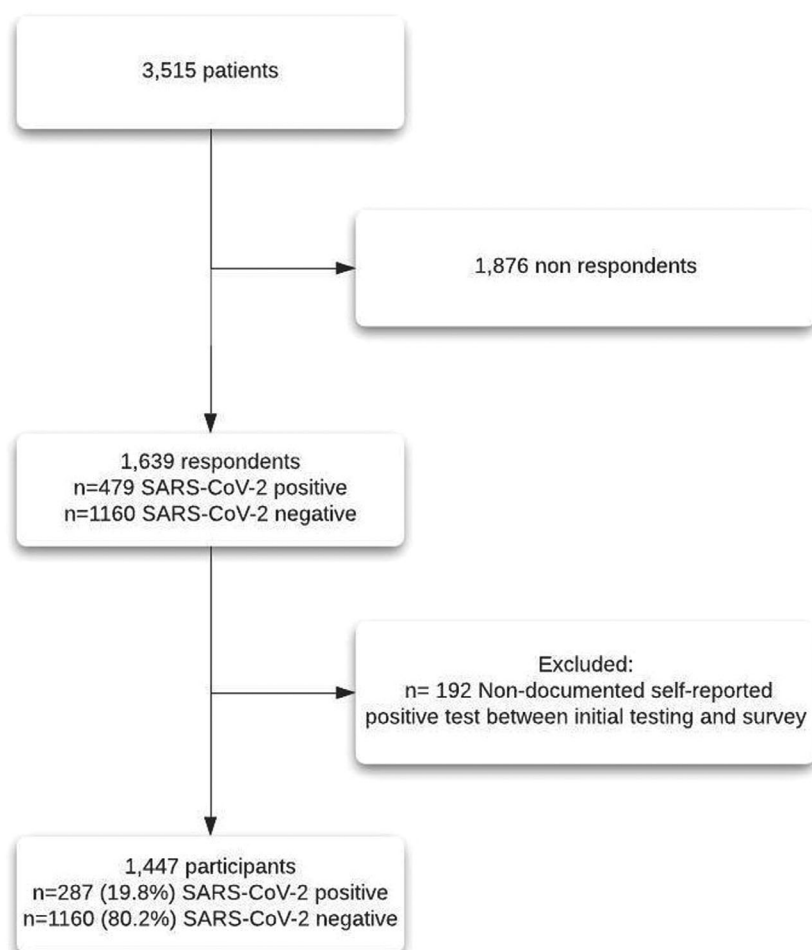 3,515 patients
1,876 non respondents
1,639 respondents
n=479 SARS-CoV-2 positive
n=1160 SARS-CoV-2 negative
Excluded:
n= 192 Non-documented self-reported
positive test between initial testing and survey
1,447 participants
n=287 (19.8%) SARS-CoV-2 positive
n=1160 (80.2%) SARS-CoV-2 negative